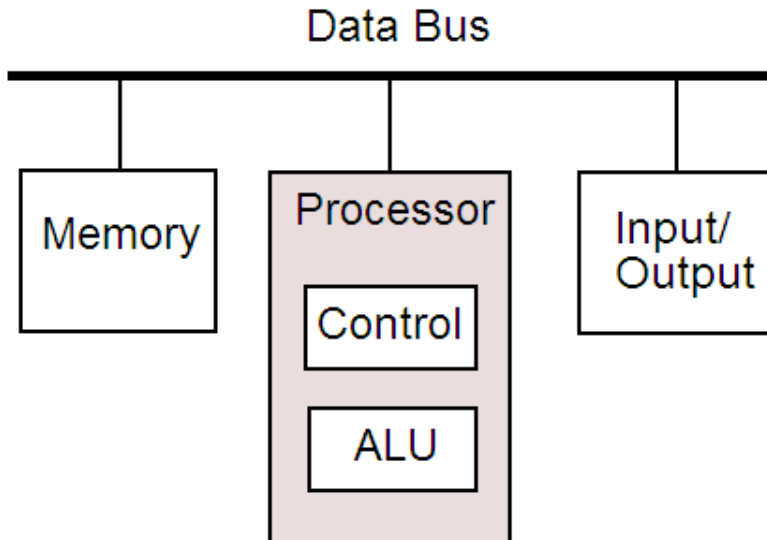 Data Bus
Memory
Processor
Control
ALU
Input/
Output